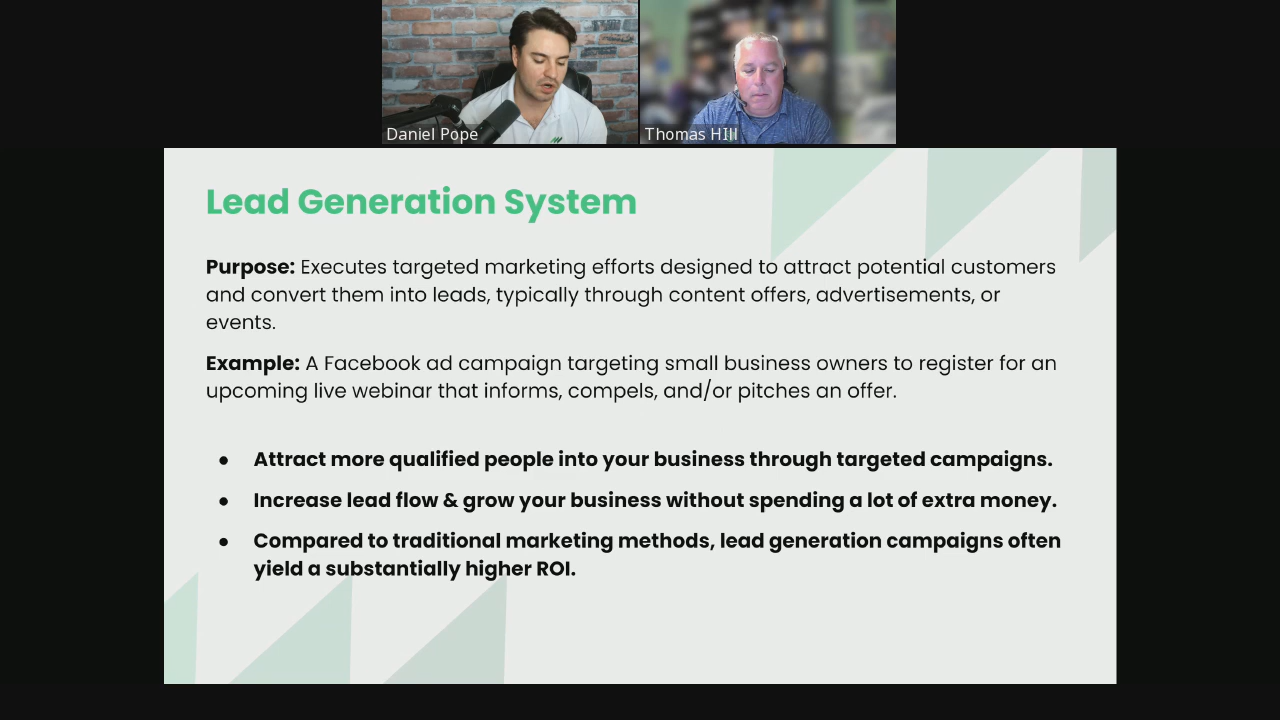 Daniel Pope
Thomas HIll
Lead Generation System
Purpose: Executes targeted marketing efforts designed to attract potential customers
and convert them into leads, typically through content offers, advertisements, or
events.
Example: A Facebook ad campaign targeting small business owners to register for an
upcoming live webinar that informs, compels, and/or pitches an offer.
● Attract more qualified people into your business through targeted campaigns.
● Increase lead flow & grow your business without spending a lot of extra money.
● Compared to traditional marketing methods, lead generation campaigns often
yield a substantially higher ROI.